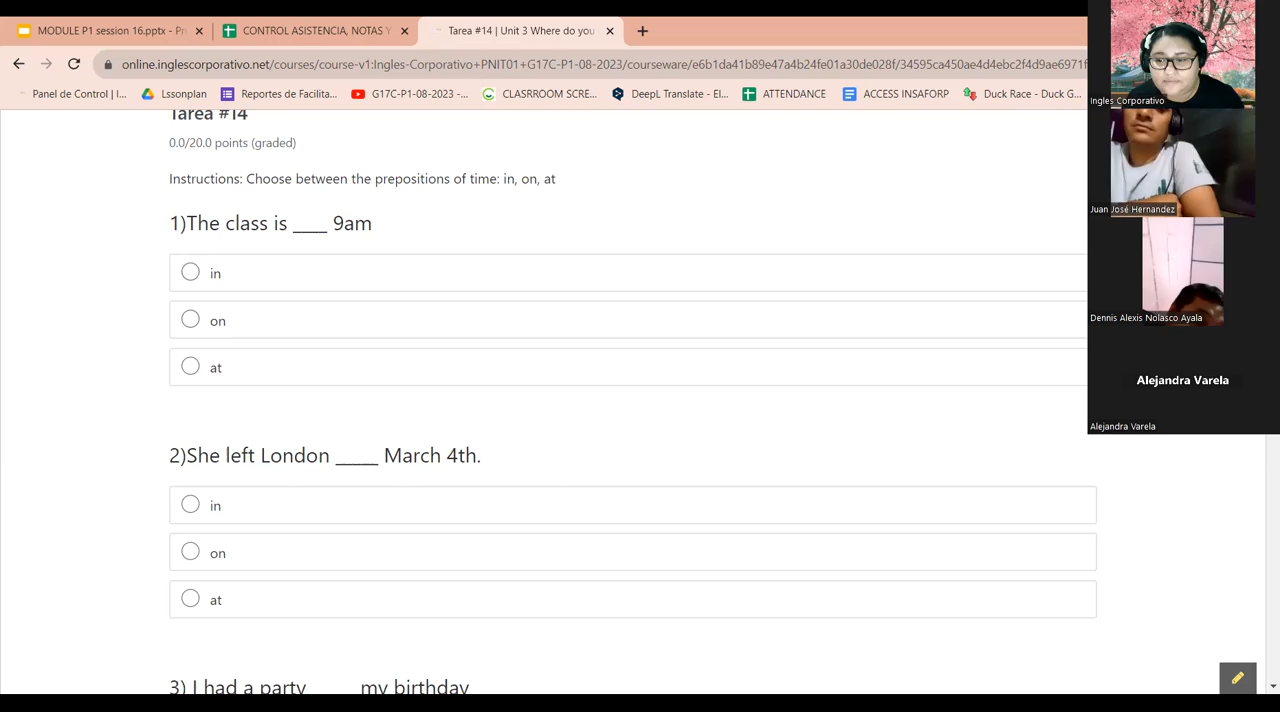 MODULE P1 session 16.pptx - Pr
CONTROL ASISTENCIA, NOTAS Y
Tarea #14 | Unit 3 Where do you
online.inglescorporativo.net/courses/course-v1:Ingles-Corporativo+PNIT01+G17C-P1-08-2023/courseware/e6b1da41b89e47a4b24fe01a30de028f/34595ca450ae4d4ebc2f4d9ae6971f
Panel de Control | I...
Lssonplan
Reportes de Facilita...
G17C-P1-08-2023 -...
CLASRROOM SCRE...
DeepL Translate - El...
ATTENDANCE
ACCESS INSAFORP
Duck Race - Duck G...
Ingles Corporativo
Juan José Hernandez
Dennis Alexis Nolasco Ayala
Alejandra Varela
Alejandra Varela
Tarea #14
0.0/20.0 points (graded)
Instructions: Choose between the prepositions of time: in, on, at
1)The class is ____ 9am
in
on
at
2)She left London _____ March 4th.
in
on
at
3) I had a party _____ my birthday